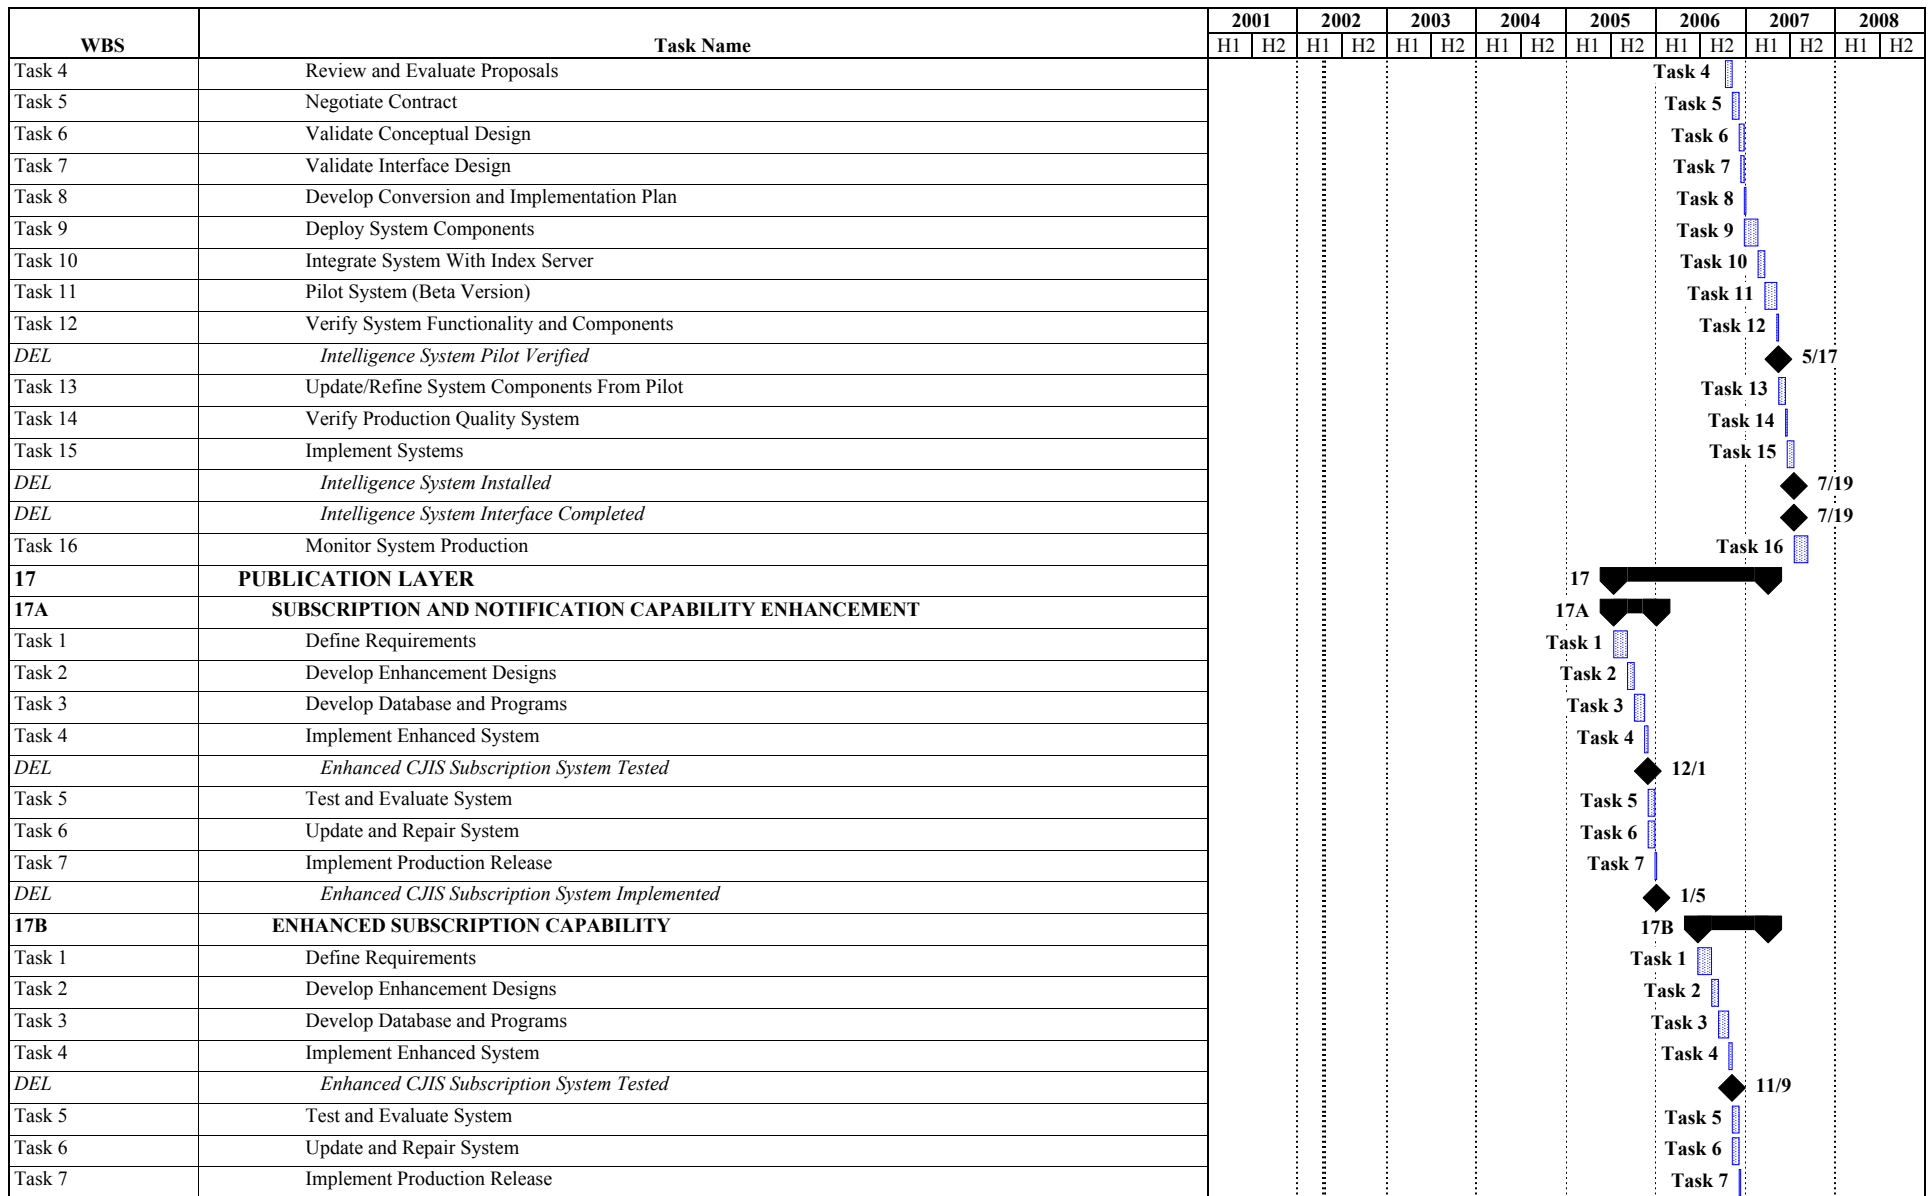 2001 2002 2003 2004 2005 2006 2007 2008
WBS Task Name H1 H2 H1 H2 H1 H2 H1 H2 H1 H2 H1 H2 H1 H2 H1 H2
Task 4 Review and Evaluate Proposals Task 4
Task 5 Negotiate Contract Task 5
Task 6 Validate Conceptual Design Task 6
Task 7 Validate Interface Design Task 7
Task 8 Develop Conversion and Implementation Plan Task 8
Task 9 Deploy System Components Task 9
Task 10 Integrate System With Index Server Task 10
Task 11 Pilot System (Beta Version) Task 11
Task 12 Verify System Functionality and Components Task 12
DEL Intelligence System Pilot Verified 5/17
Task 13 Update/Refine System Components From Pilot Task 13
Task 14 Verify Production Quality System Task 14
Task 15 Implement Systems Task 15
DEL Intelligence System Installed 7/19
DEL Intelligence System Interface Completed 7/19
Task 16 Monitor System Production Task 16
17 PUBLICATION LAYER 17
17A SUBSCRIPTION AND NOTIFICATION CAPABILITY ENHANCEMENT 17A
Task 1 Define Requirements Task 1
Task 2 Develop Enhancement Designs Task 2
Task 3 Develop Database and Programs Task 3
Task 4 Implement Enhanced System Task 4
DEL Enhanced CJIS Subscription System Tested 12/1
Task 5 Test and Evaluate System Task 5
Task 6 Update and Repair System Task 6
Task 7 Implement Production Release Task 7
DEL Enhanced CJIS Subscription System Implemented 1/5
17B ENHANCED SUBSCRIPTION CAPABILITY 17B
Task 1 Define Requirements Task 1
Task 2 Develop Enhancement Designs Task 2
Task 3 Develop Database and Programs Task 3
Task 4 Implement Enhanced System Task 4
DEL Enhanced CJIS Subscription System Tested 11/9
Task 5 Test and Evaluate System Task 5
Task 6 Update and Repair System Task 6
Task 7 Implement Production Release Task 7